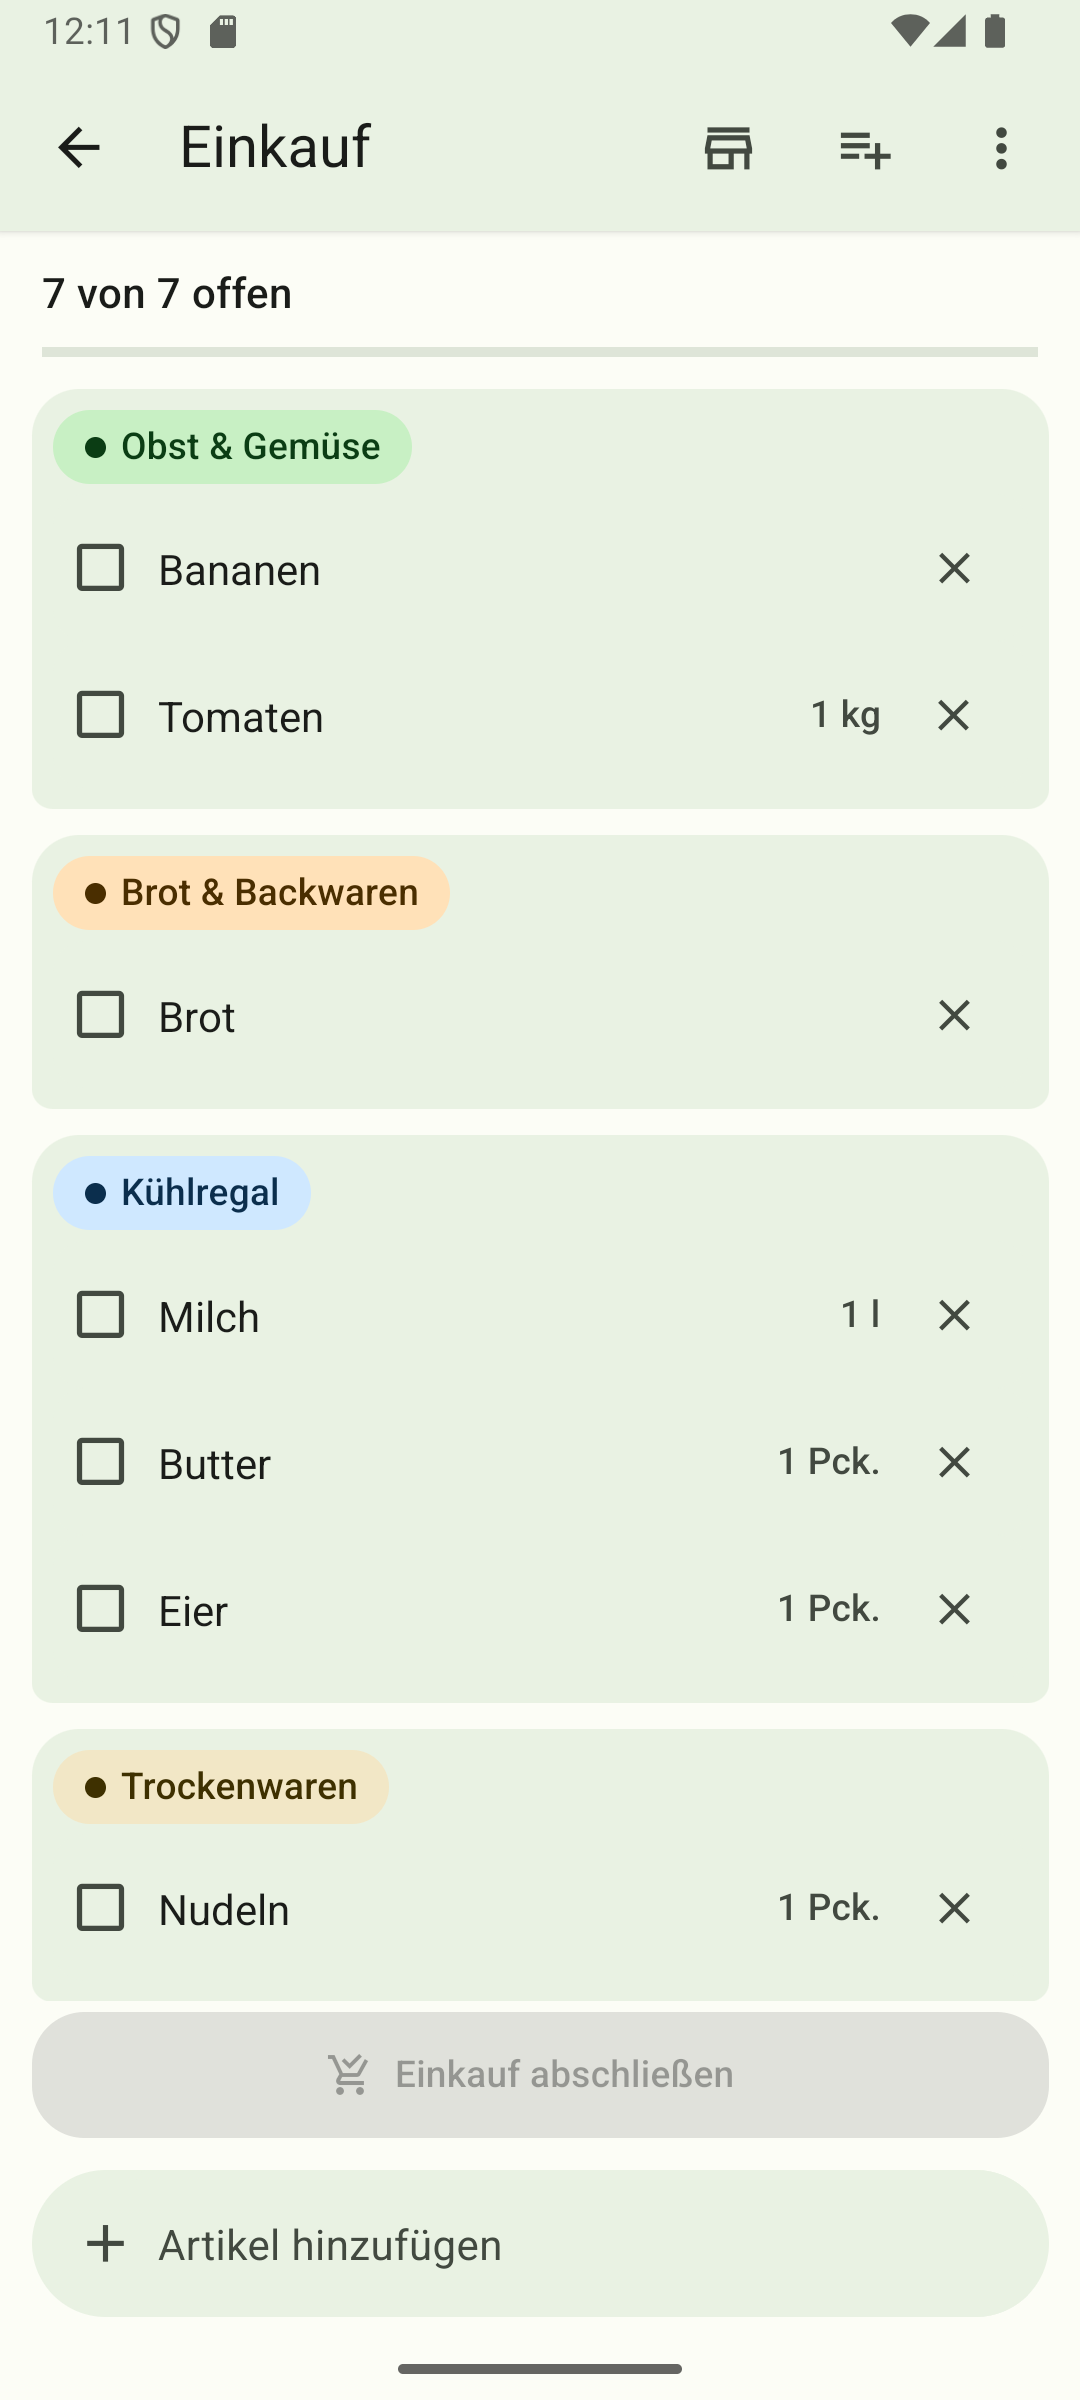 12:11
Einkauf
7 von 7 offen
Obst & Gemüse
Bananen
Tomaten 1 kg
Brot & Backwaren
Brot
Kühlregal
Milch 1 l
Butter 1 Pck.
Eier 1 Pck.
Trockenwaren
Nudeln 1 Pck.
Einkauf abschließen
Artikel hinzufügen